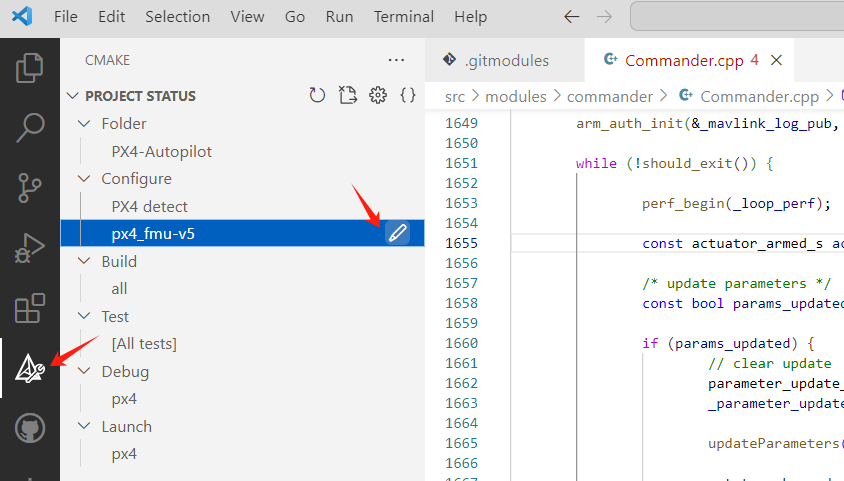 File Edit Selection View Go Run Terminal Help
CMAKE
PROJECT STATUS
Folder
PX4-Autopilot
Configure
PX4 detect
px4_fmu-v5
Build
all
Test
[All tests]
Debug
px4
Launch
px4
.gitmodules
Commander.cpp 4
src > modules > commander > Commander.cpp >
1649 arm_auth_init(&_mavlink_log_pub,
1650
1651 while (!should_exit()) {
1652
1653 perf_begin(_loop_perf);
1654
1655 const actuator_armed_s ac
1656
1657 /* update parameters */
1658 const bool params_updated
1659
1660 if (params_updated) {
1661 // clear update
1662 parameter_update_
1663 _parameter_update
1664
1665 updateParameters(
1666